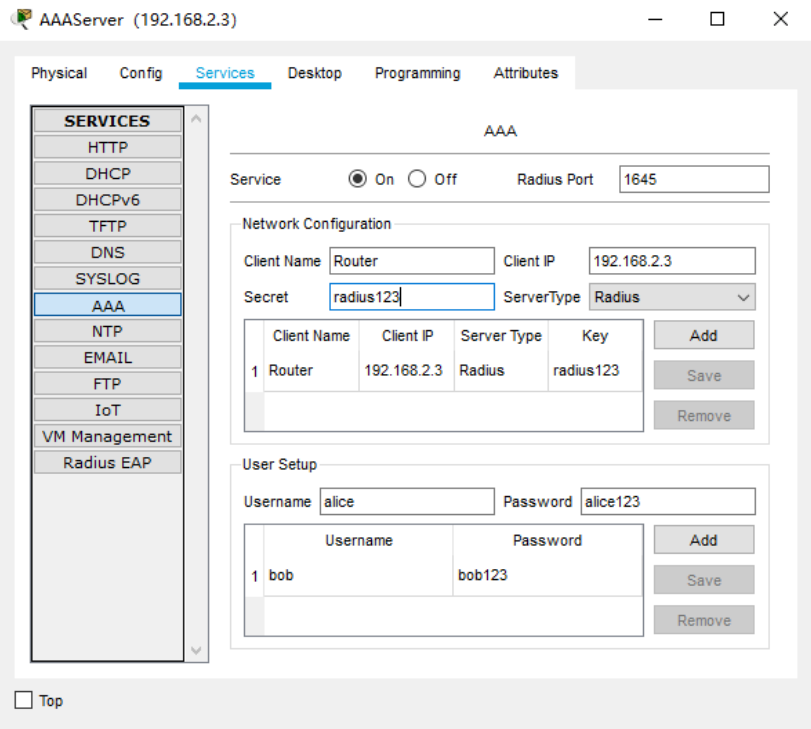 AAAServer (192.168.2.3)
Physical Config Services Desktop Programming Attributes
SERVICES
HTTP
DHCP
DHCPv6
TFTP
DNS
SYSLOG
AAA
NTP
EMAIL
FTP
IoT
VM Management
Radius EAP
AAA
Service On Off Radius Port 1645
Network Configuration
Client Name Router Client IP 192.168.2.3
Secret radius123 ServerType Radius
Client Name Client IP Server Type Key
1 Router 192.168.2.3 Radius radius123
Add
Save
Remove
User Setup
Username alice Password alice123
Username Password
1 bob bob123
Add
Save
Remove
Top